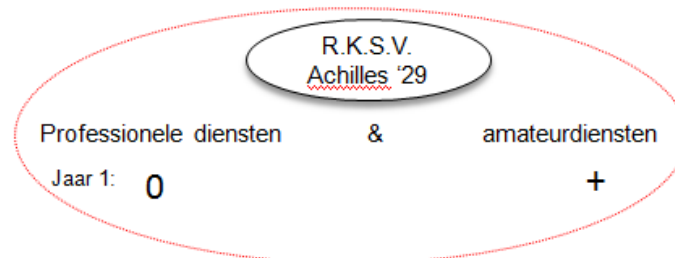 R.K.S.V.
Achilles ‘29
Professionele diensten & amateurdiensten
Jaar 1: 0 +